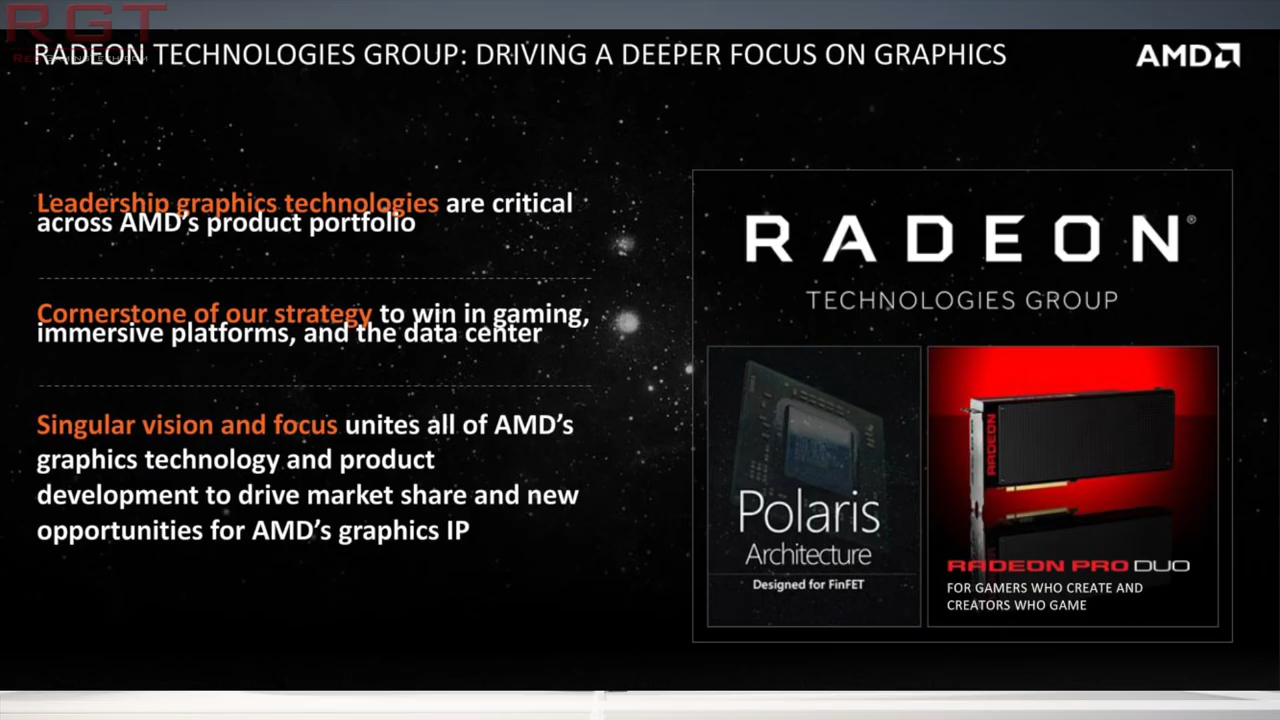 RGT
RADEON TECHNOLOGIES GROUP: DRIVING A DEEPER FOCUS ON GRAPHICS
AMD
Leadership graphics technologies are critical
across AMD’s product portfolio
Cornerstone of our strategy to win in gaming,
immersive platforms, and the data center
Singular vision and focus unites all of AMD’s
graphics technology and product
development to drive market share and new
opportunities for AMD’s graphics IP
RADEON®
TECHNOLOGIES GROUP
Polaris
Architecture
Designed for FinFET
RADEON
RADEON PRO DUO
FOR GAMERS WHO CREATE AND
CREATORS WHO GAME